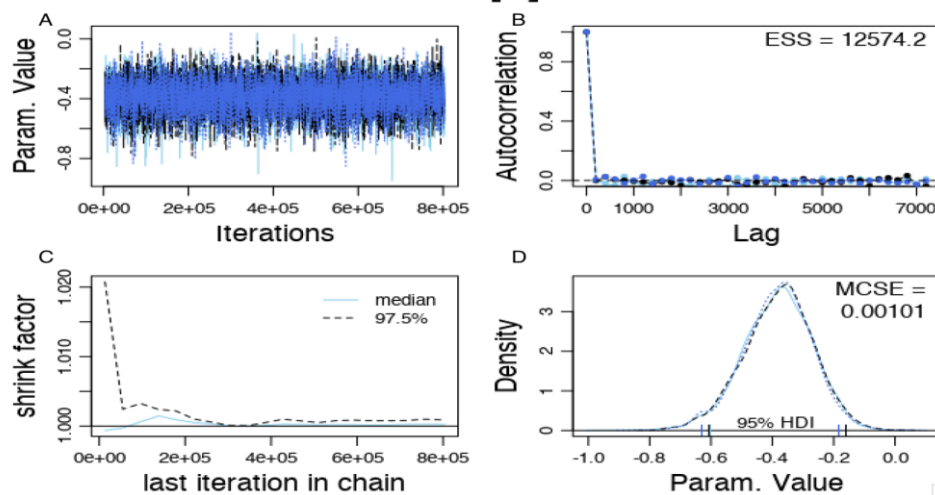 A
Param. Value
0.0
-0.4
-0.8
0e+00 2e+05 4e+05 6e+05 8e+05
Iterations
B
Autocorrelation
0.8
0.4
0.0
ESS = 12574.2
0 1000 3000 5000 7000
Lag
C
shrink factor
1.020
1.010
1.000
median
97.5%
0e+00 2e+05 4e+05 6e+05 8e+05
last iteration in chain
D
Density
3
2
1
0
MCSE =
0.00101
95% HDI
-1.0 -0.8 -0.6 -0.4 -0.2 0.0
Param. Value